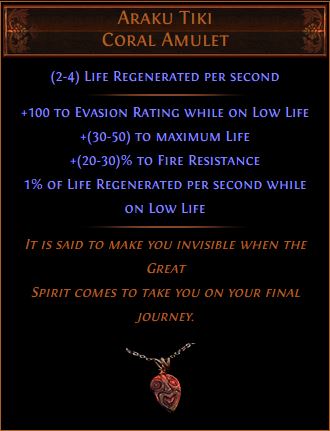 Araku Tiki
Coral Amulet
(2-4) Life Regenerated per second
+100 to Evasion Rating while on Low Life
+(30-50) to maximum Life
+(20-30)% to Fire Resistance
1% of Life Regenerated per second while
on Low Life
It is said to make you invisible when the
Great
Spirit comes to take you on your final
journey.